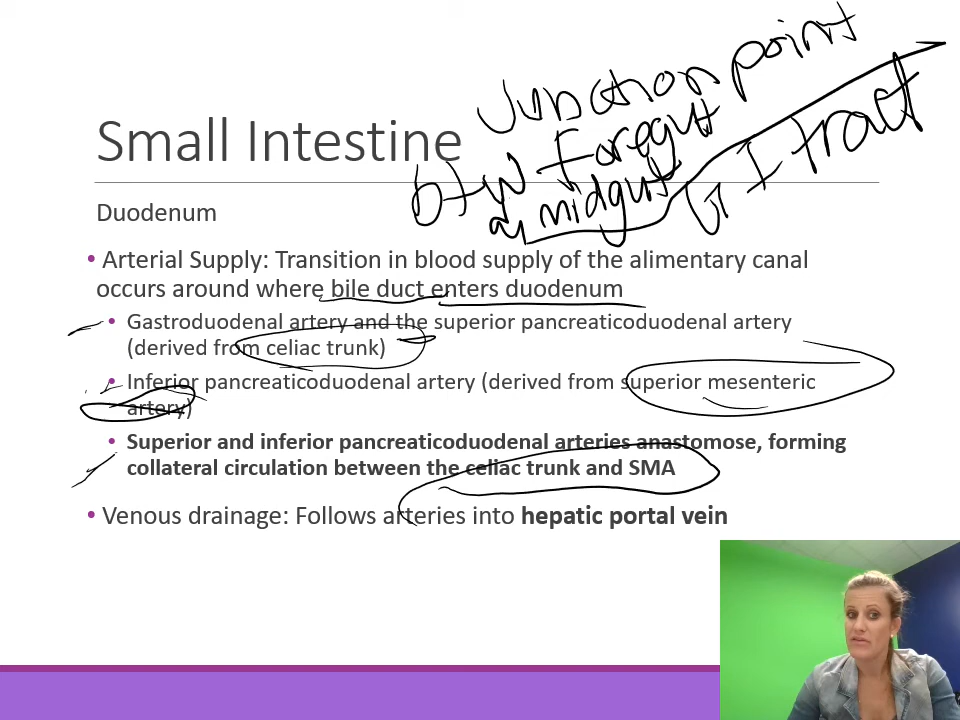 Junction point
Small Intestine
btw Foregut
midgut GI tract
Duodenum
• Arterial Supply: Transition in blood supply of the alimentary canal
occurs around where bile duct enters duodenum
• Gastroduodenal artery and the superior pancreaticoduodenal artery
(derived from celiac trunk)
• Inferior pancreaticoduodenal artery (derived from superior mesenteric
artery)
• Superior and inferior pancreaticoduodenal arteries anastomose, forming
collateral circulation between the celiac trunk and SMA
• Venous drainage: Follows arteries into hepatic portal vein